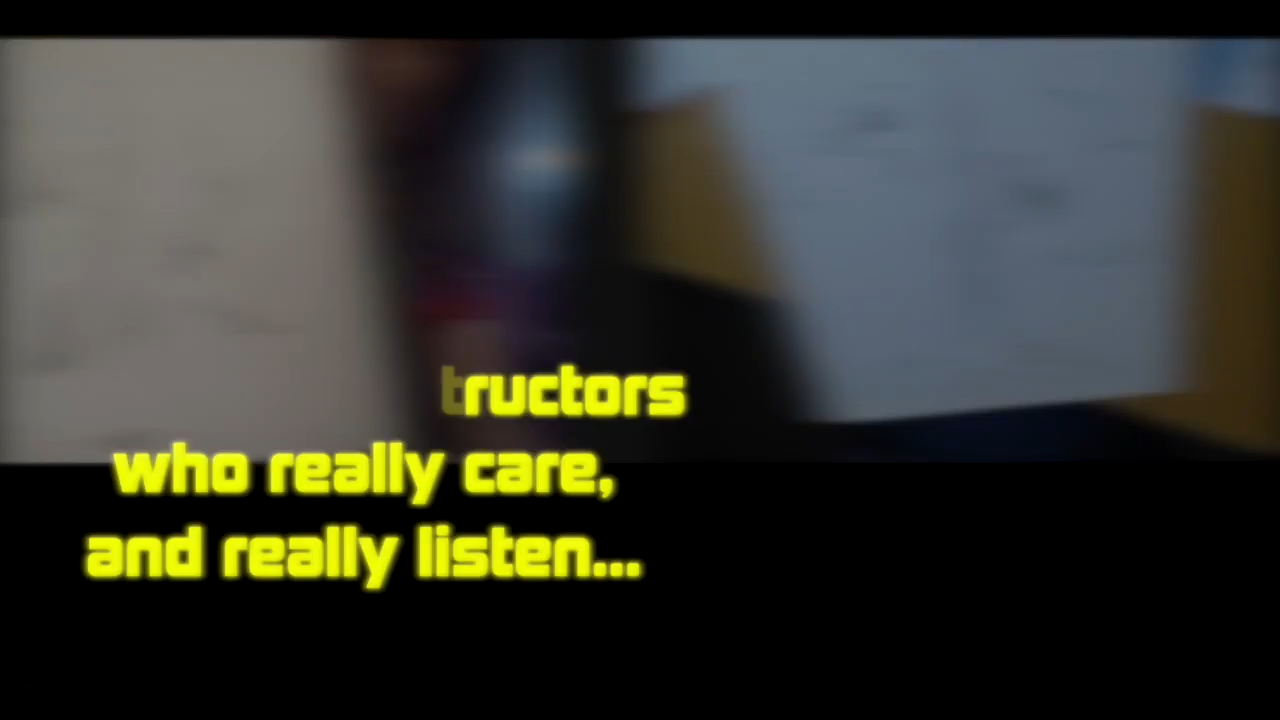 tructors
who really care,
and really listen...